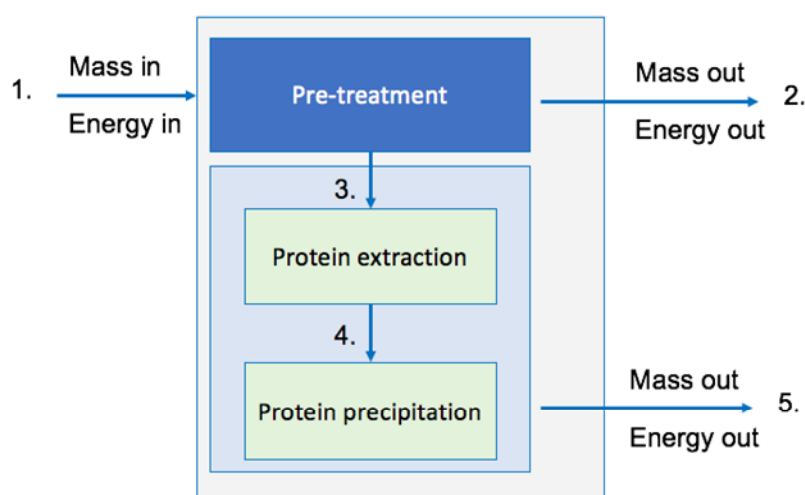 1.
Mass in
Energy in
Pre-treatment
Mass out
Energy out
2.
3.
Protein extraction
4.
Protein precipitation
Mass out
Energy out
5.